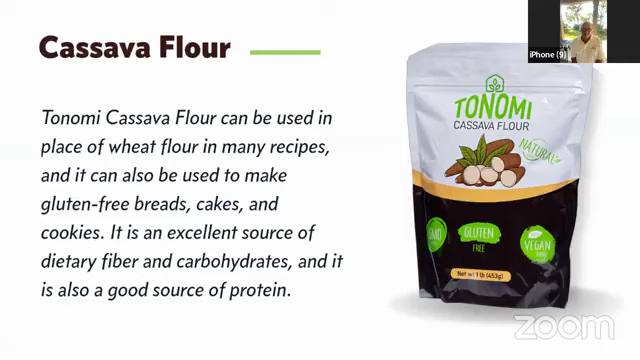 Cassava Flour
iPhone (9)
Tonomi Cassava Flour can be used in
place of wheat flour in many recipes,
and it can also be used to make
gluten-free breads, cakes, and
cookies. It is an excellent source of
dietary fiber and carbohydrates, and it
is also a good source of protein.
TONOMI
CASSAVA FLOUR
NATURAL
GMO
GLUTEN
FREE
VEGAN
Net wt 1 lb (453g)
zoom